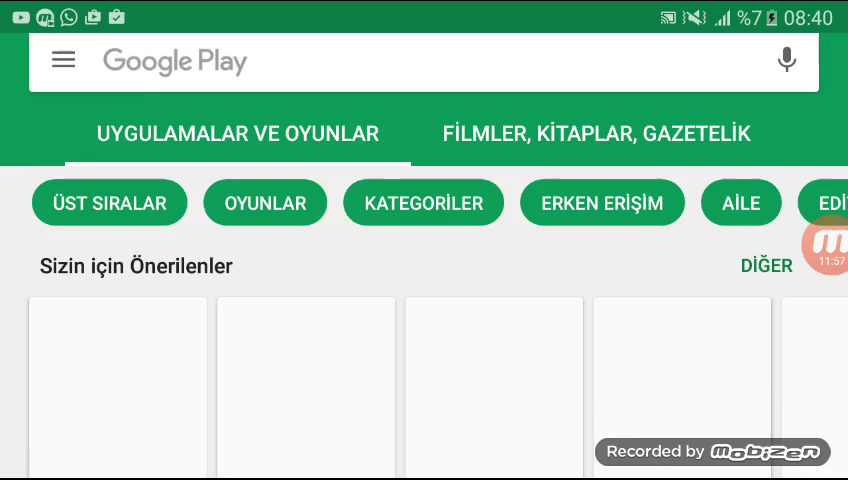 %7 08:40
Google Play
UYGULAMALAR VE OYUNLAR FİLMLER, KİTAPLAR, GAZETELİK
ÜST SIRALAR OYUNLAR KATEGORİLER ERKEN ERİŞİM AİLE EDİ
Sizin için Önerilenler DİĞER
m 11:57
Recorded by mobizen